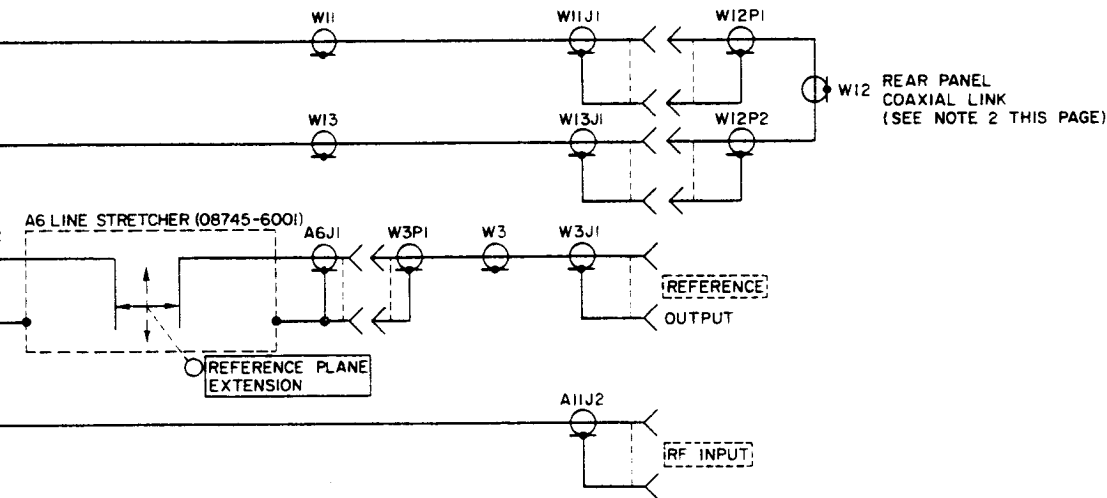 W11 W11J1 W12P1
W12 REAR PANEL
COAXIAL LINK
(SEE NOTE 2 THIS PAGE)
W13 W13J1 W12P2
A6 LINE STRETCHER (08745-6001)
A6J1 W3P1 W3 W3J1
REFERENCE
OUTPUT
REFERENCE PLANE
EXTENSION
A11J2
RF INPUT